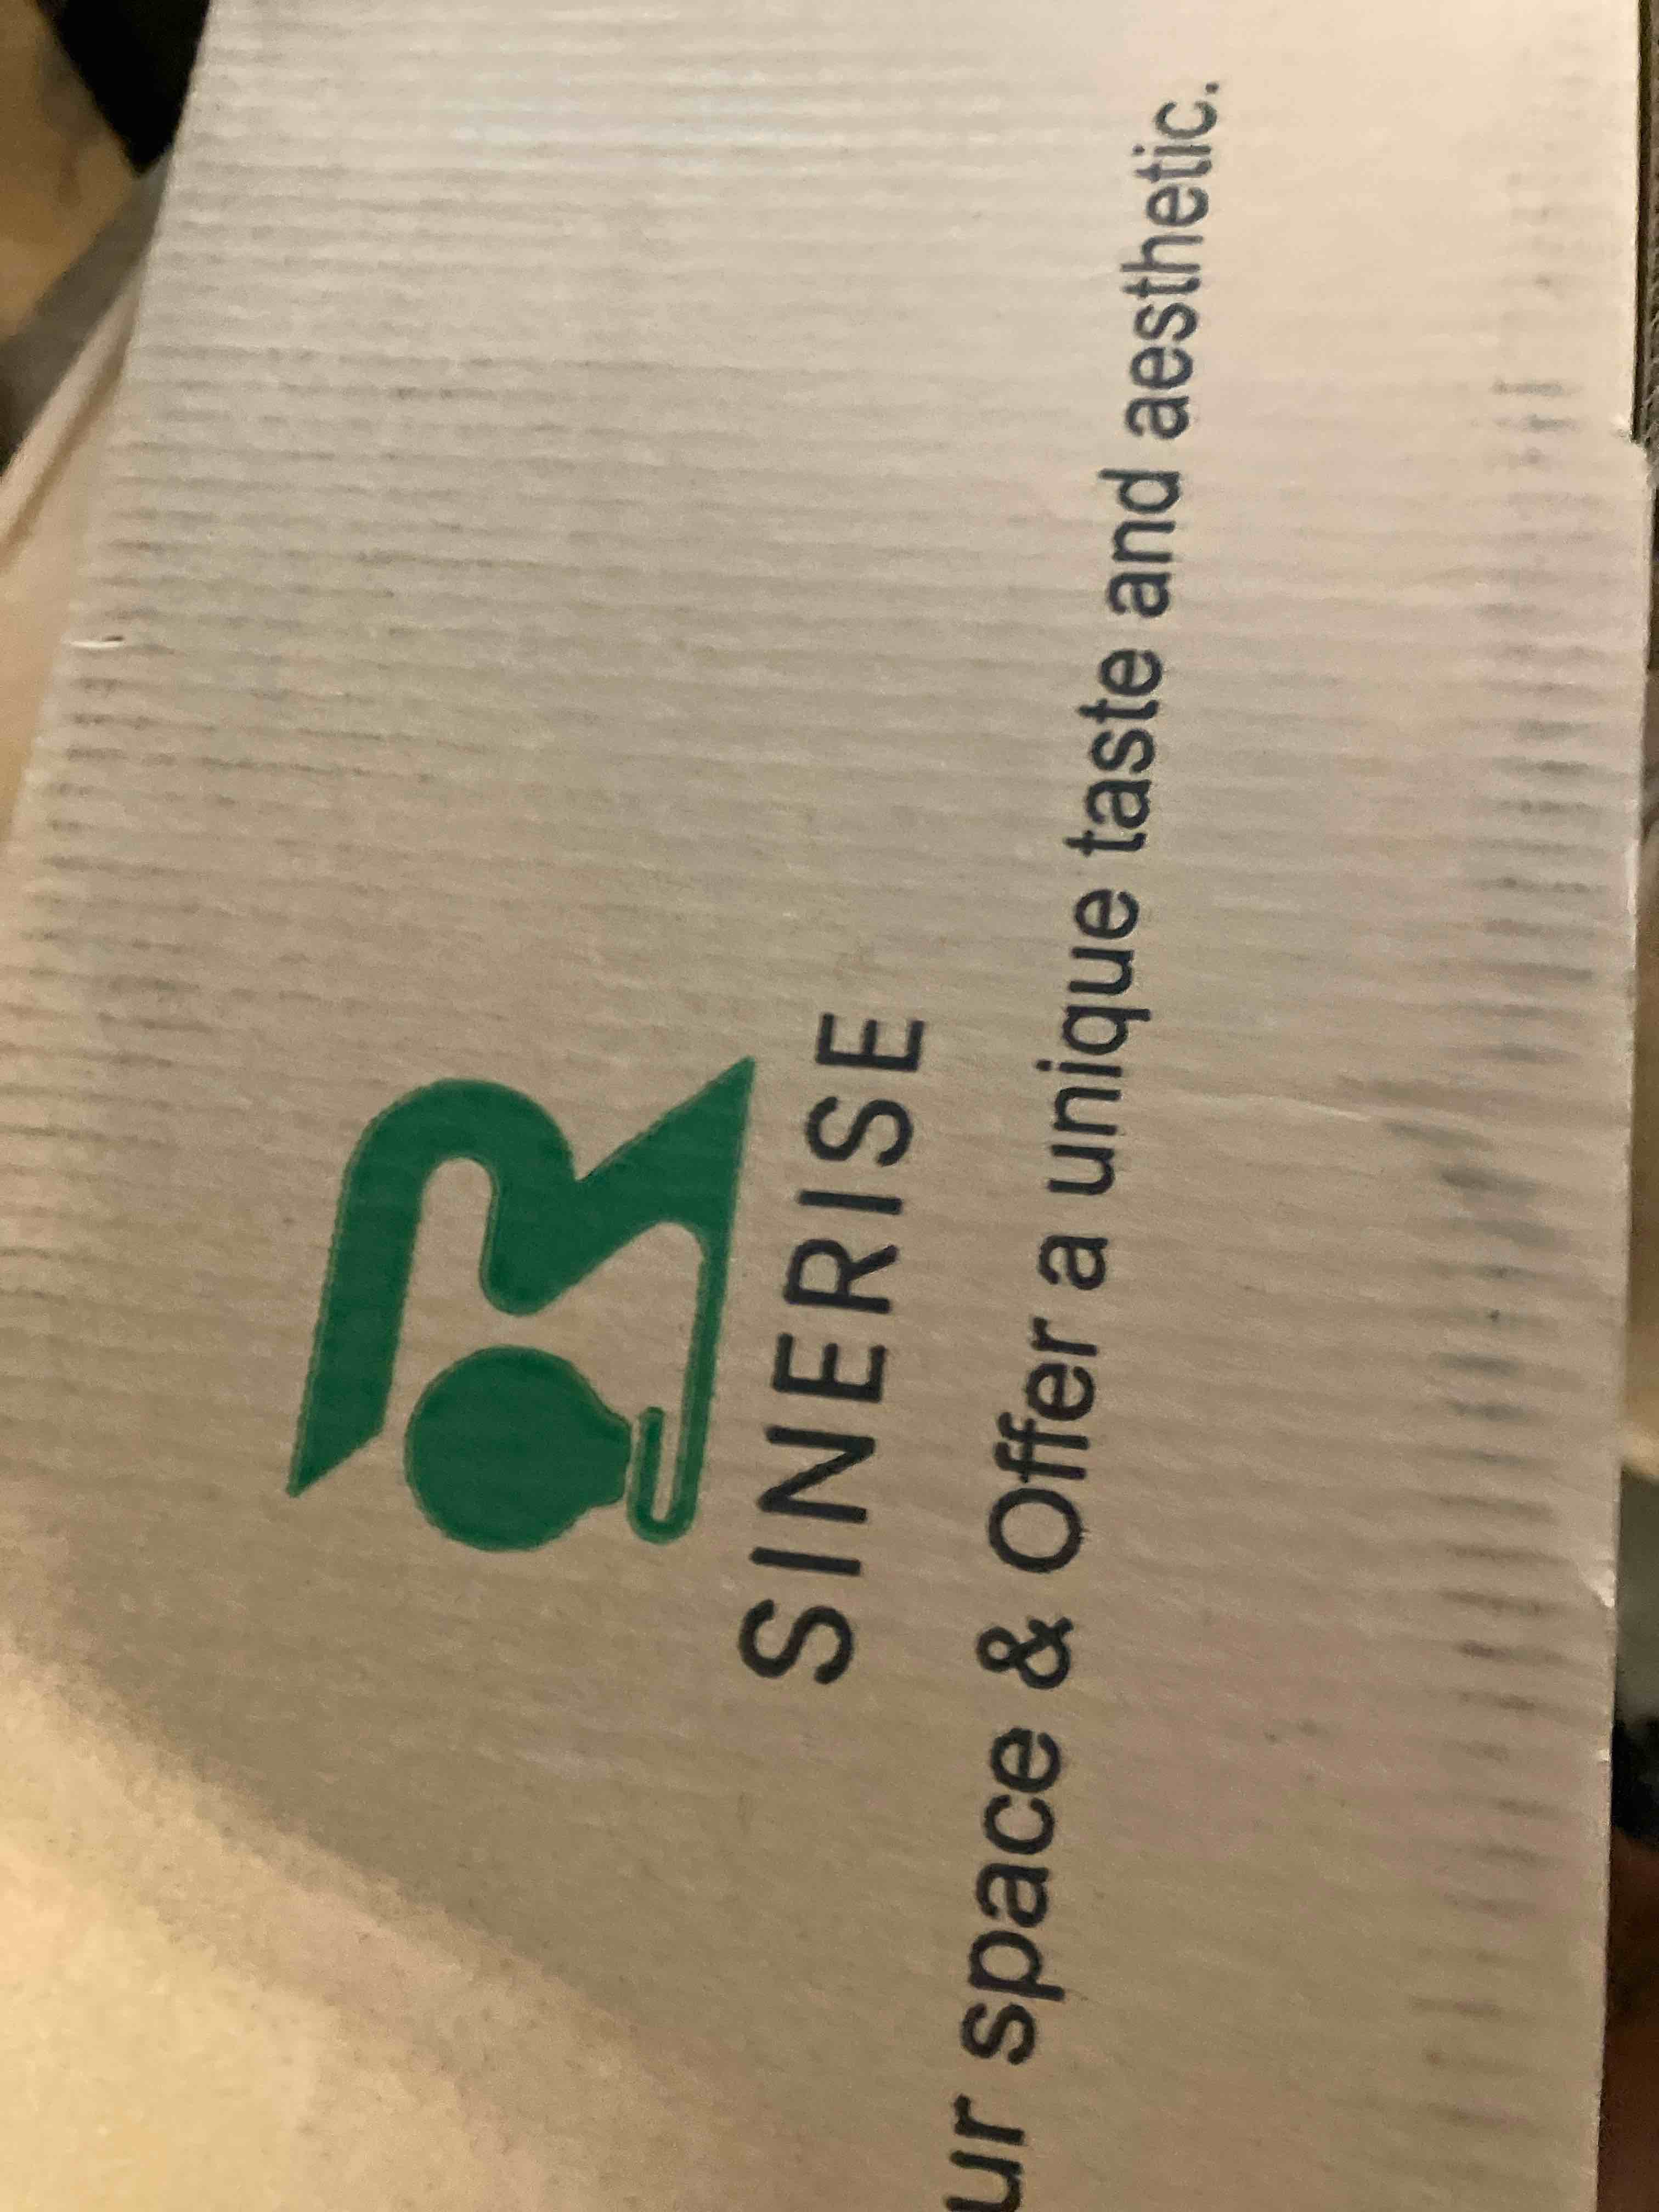 SINERISE
ur space & Offer a unique taste and aesthetic.